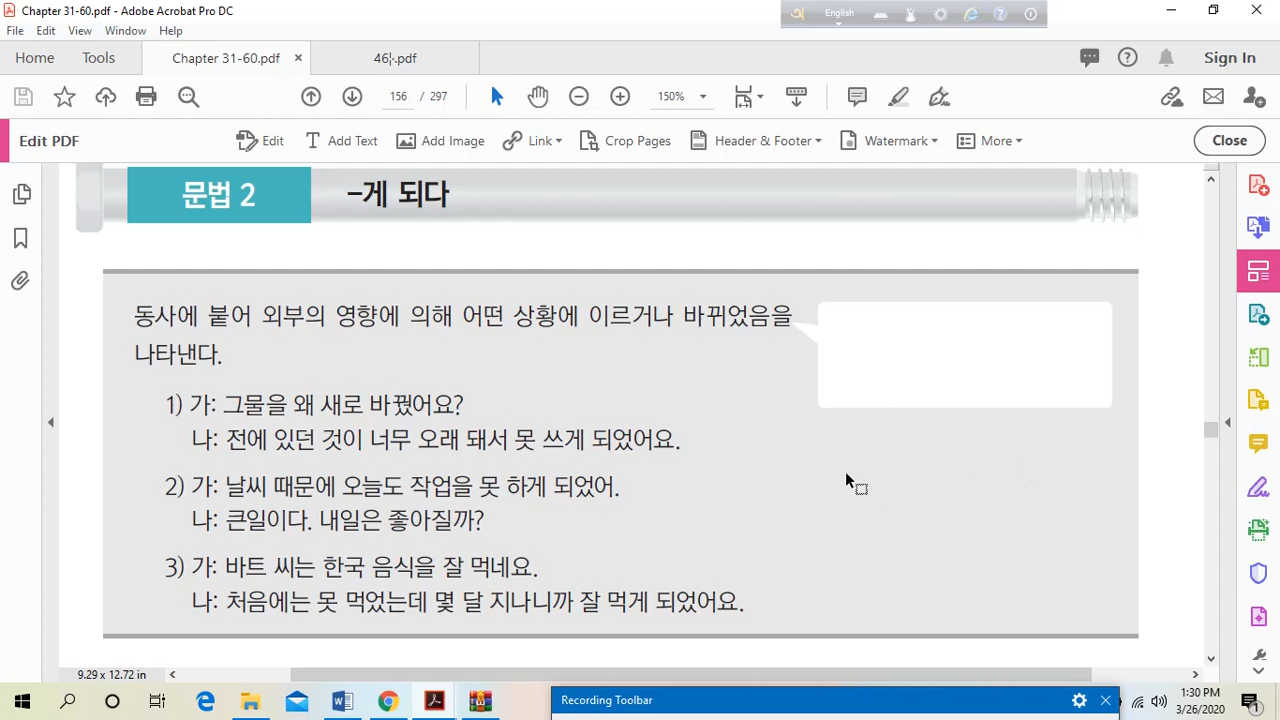 Chapter 31-60.pdf - Adobe Acrobat Pro DC
English
File Edit View Window Help
Home Tools Chapter 31-60.pdf × 46|-.pdf Sign In
156 / 297 150%
Edit PDF Edit Add Text Add Image Link Crop Pages Header & Footer Watermark More Close
문법 2 -게 되다
동사에 붙어 외부의 영향에 의해 어떤 상황에 이르거나 바뀌었음을
나타낸다.
1) 가: 그물을 왜 새로 바꿨어요?
나: 전에 있던 것이 너무 오래 돼서 못 쓰게 되었어요.
2) 가: 날씨 때문에 오늘도 작업을 못 하게 되었어.
나: 큰일이다. 내일은 좋아질까?
3) 가: 바트 씨는 한국 음식을 잘 먹네요.
나: 처음에는 못 먹었는데 몇 달 지나니까 잘 먹게 되었어요.
9.29 x 12.72 in
Recording Toolbar
1:30 PM
3/26/2020